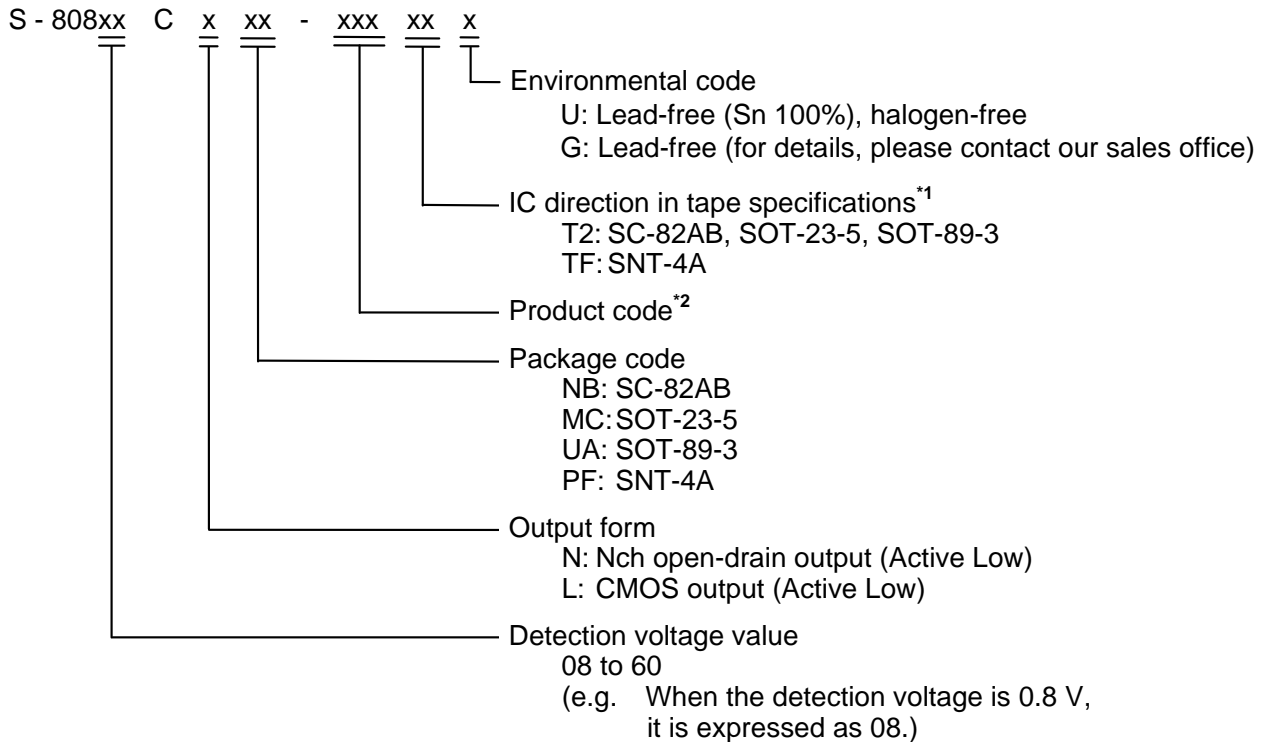 S - 808xx C x xx - xxx xx x
Environmental code
U: Lead-free (Sn 100%), halogen-free
G: Lead-free (for details, please contact our sales office)
IC direction in tape specifications*1
T2: SC-82AB, SOT-23-5, SOT-89-3
TF: SNT-4A
Product code*2
Package code
NB: SC-82AB
MC: SOT-23-5
UA: SOT-89-3
PF: SNT-4A
Output form
N: Nch open-drain output (Active Low)
L: CMOS output (Active Low)
Detection voltage value
08 to 60
(e.g. When the detection voltage is 0.8 V,
it is expressed as 08.)